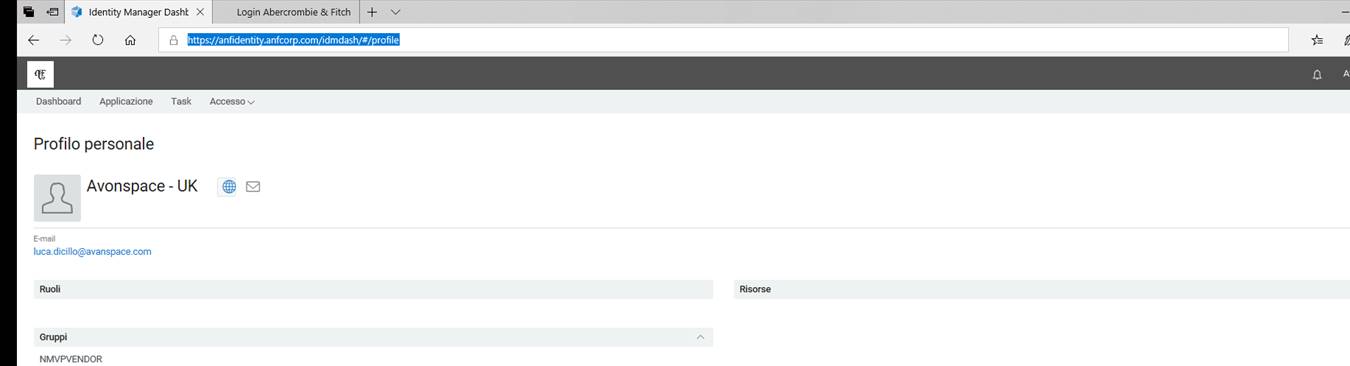 Identity Manager Dashb
Login Abercrombie & Fitch
https://anfidentity.anfcorp.com/idmdash/#/profile
Dashboard Applicazione Task Accesso
Profilo personale
Avonspace - UK
E-mail
luca.dicillo@avanspace.com
Ruoli
Risorse
Gruppi
NMVPVENDOR